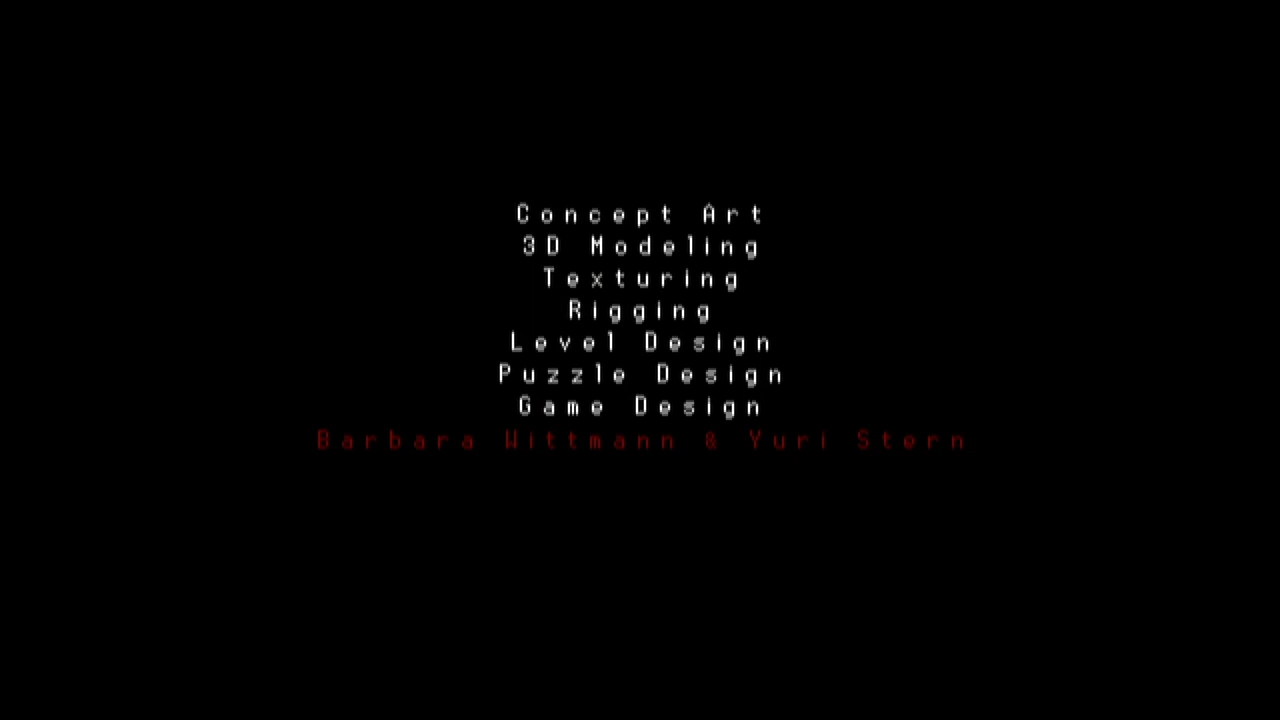 Concept Art
3D Modeling
Texturing
Rigging
Level Design
Puzzle Design
Game Design
Barbara Wittmann & Yuri Stern